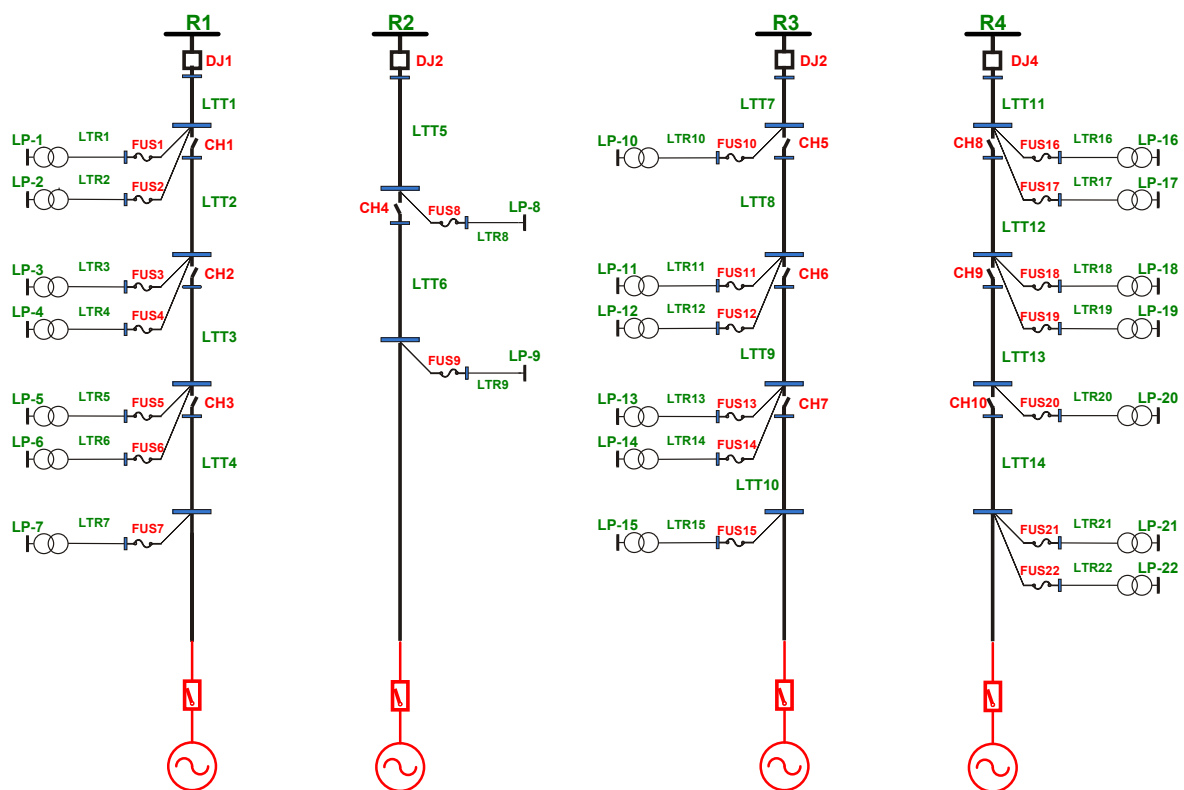 R1
DJ1
LTT1
LP-1
LTR1
FUS1
CH1
LP-2
LTR2
FUS2
LTT2
LP-3
LTR3
FUS3
CH2
LP-4
LTR4
FUS4
LTT3
LP-5
LTR5
FUS5
CH3
LP-6
LTR6
FUS6
LTT4
LP-7
LTR7
FUS7
R2
DJ2
LTT5
CH4
FUS8
LP-8
LTR8
LTT6
FUS9
LP-9
LTR9
R3
DJ2
LTT7
LP-10
LTR10
FUS10
CH5
LTT8
LP-11
LTR11
FUS11
CH6
LP-12
LTR12
FUS12
LTT9
LP-13
LTR13
FUS13
CH7
LP-14
LTR14
FUS14
LTT10
LP-15
LTR15
FUS15
R4
DJ4
LTT11
CH8
FUS16
LTR16
LP-16
FUS17
LTR17
LP-17
LTT12
CH9
FUS18
LTR18
LP-18
FUS19
LTR19
LP-19
LTT13
CH10
FUS20
LTR20
LP-20
LTT14
FUS21
LTR21
LP-21
FUS22
LTR22
LP-22